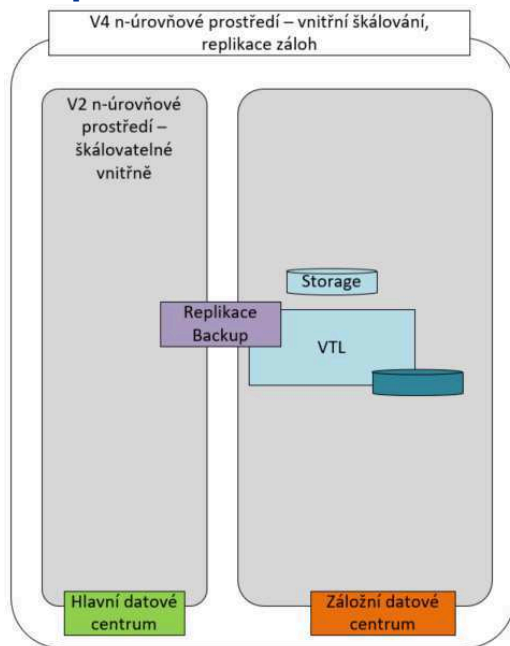 V4 n-úrovňové prostředí – vnitřní škálování,
replikace záloh
V2 n-úrovňové
prostředí –
škálovatelné
vnitřně
Storage
Replikace
Backup
VTL
Hlavní datové
centrum
Záložní datové
centrum